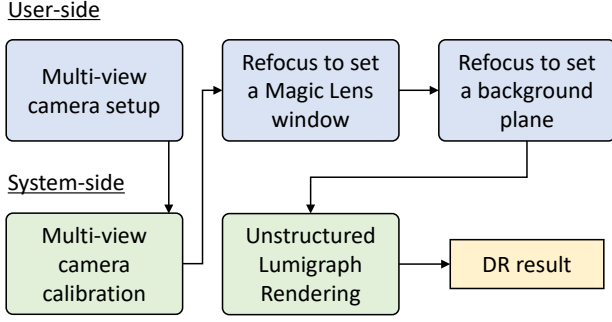 User-side
Multi-view
camera setup
Refocus to set
a Magic Lens
window
Refocus to set
a background
plane
System-side
Multi-view
camera
calibration
Unstructured
Lumigraph
Rendering
DR result